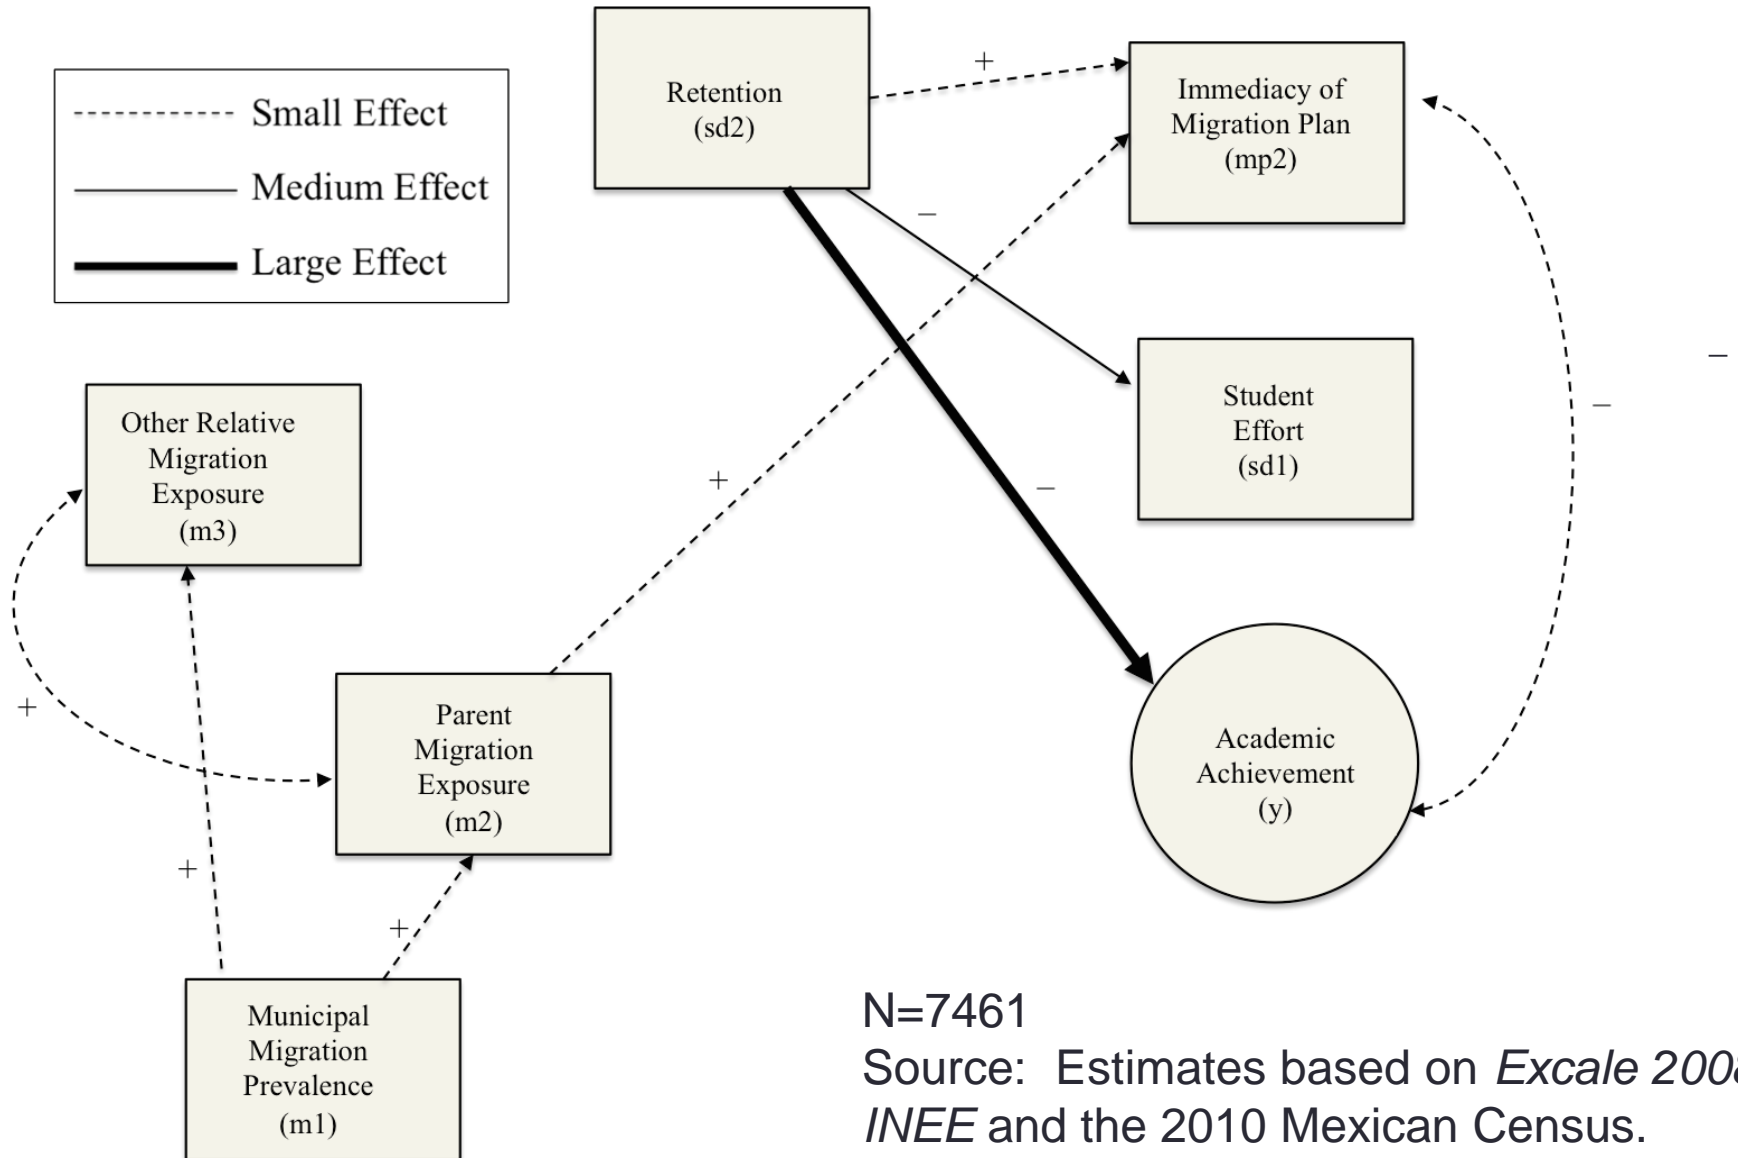 Small Effect
Medium Effect
Large Effect
Retention
(sd2)
+
Immediacy of
Migration Plan
(mp2)
–
Student
Effort
(sd1)
–
–
Other Relative
Migration
Exposure
(m3)
+
–
+
Parent
Migration
Exposure
(m2)
Academic
Achievement
(y)
+
+
Municipal
Migration
Prevalence
(m1)
N=7461
Source: Estimates based on Excale 2008
INEE and the 2010 Mexican Census.